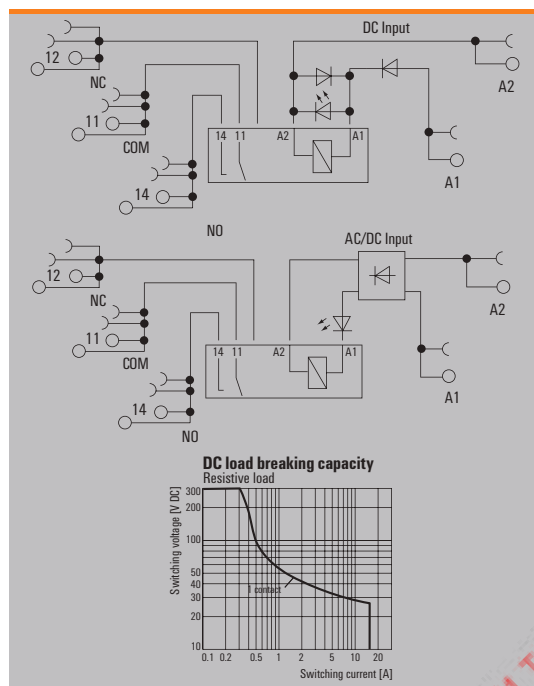 DC Input
12
NC
A2
11
COM
14 11 A2 A1
A1
14
NO
AC/DC Input
12
NC
A2
11
COM
14 11 A2 A1
A1
14
NO
DC load breaking capacity
Resistive load
Switching voltage [V DC]
300
200
100
50
40
30
20
10
1 contact
0.1 0.2 0.5 1 2 5 10 20
Switching current [A]